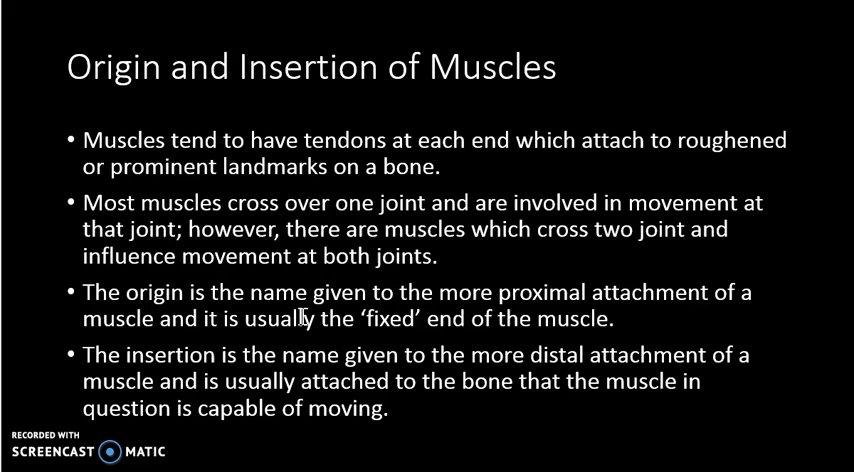 Origin and Insertion of Muscles
• Muscles tend to have tendons at each end which attach to roughened
or prominent landmarks on a bone.
• Most muscles cross over one joint and are involved in movement at
that joint; however, there are muscles which cross two joint and
influence movement at both joints.
• The origin is the name given to the more proximal attachment of a
muscle and it is usually the ‘fixed’ end of the muscle.
• The insertion is the name given to the more distal attachment of a
muscle and is usually attached to the bone that the muscle in
question is capable of moving.
RECORDED WITH
SCREENCAST MATIC